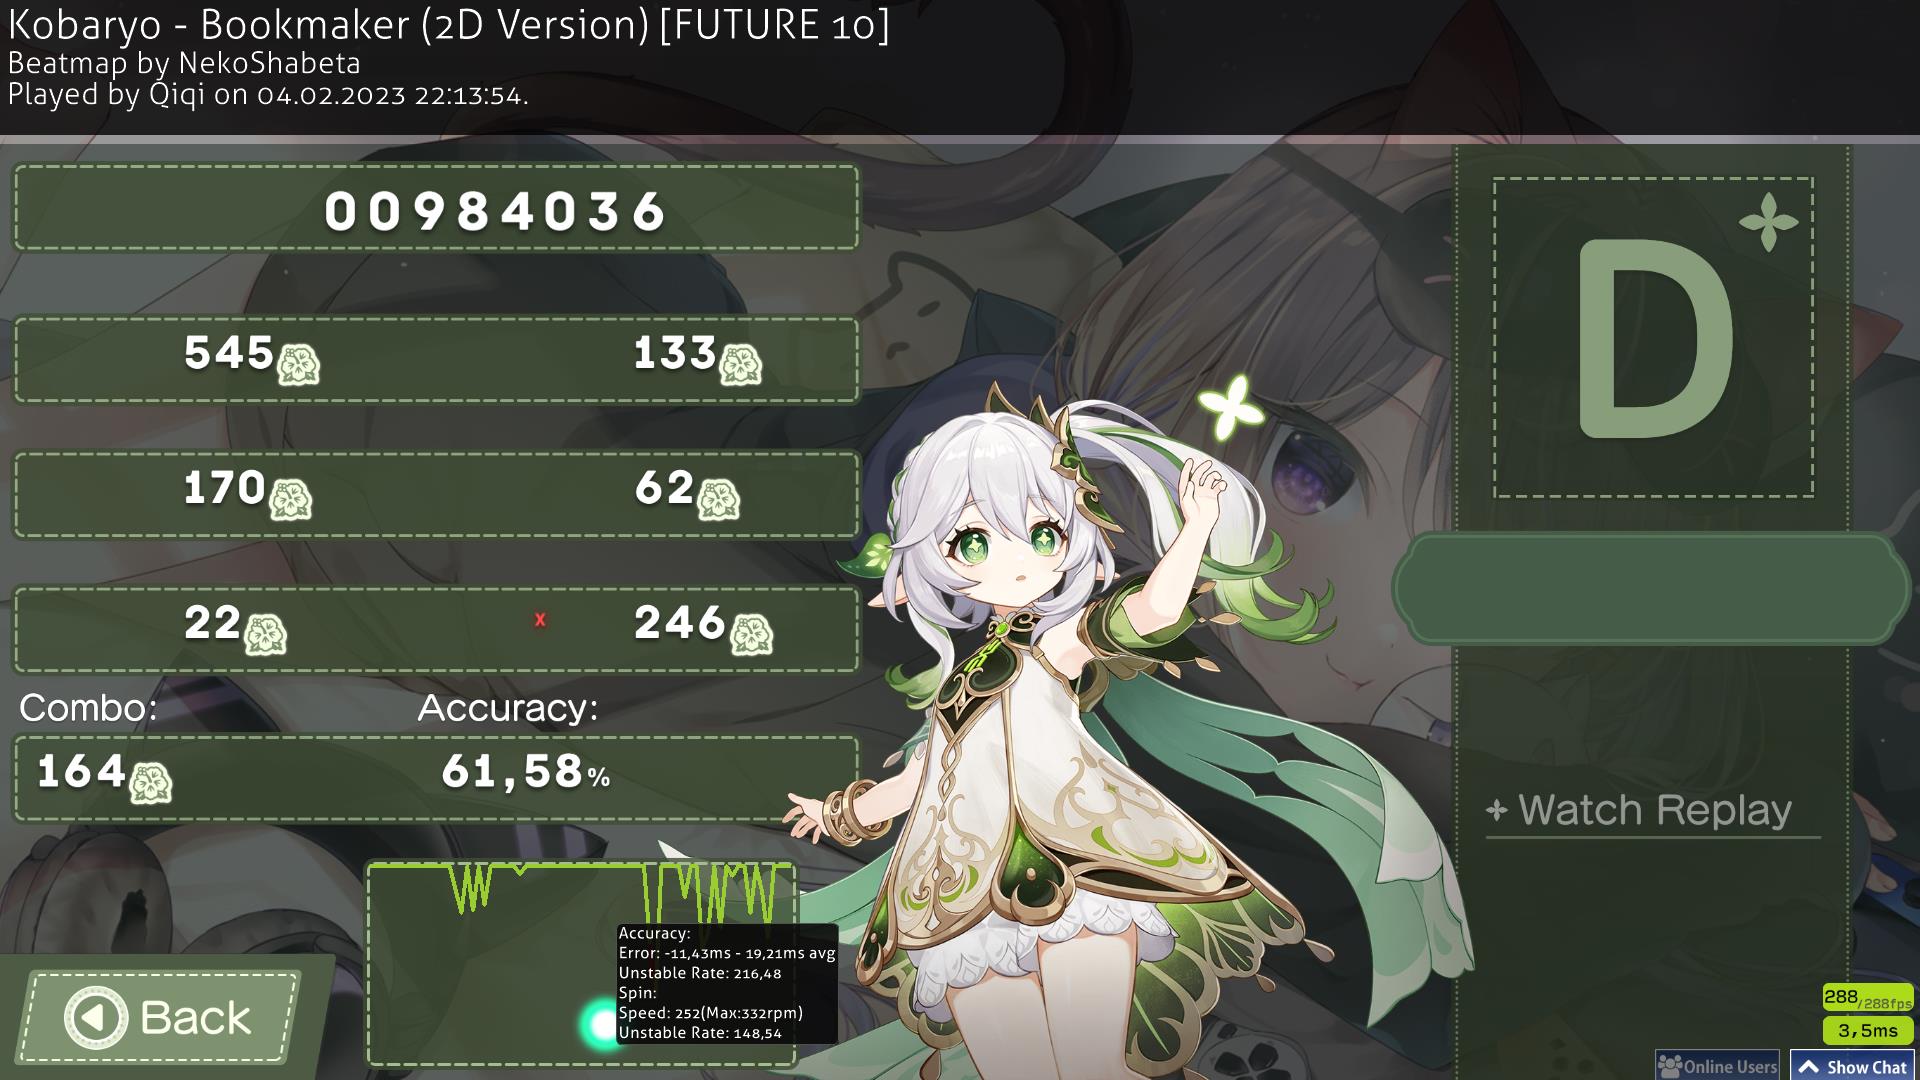 Kobaryo - Bookmaker (2D Version) [FUTURE 10]
Beatmap by NekoShabeta
Played by Qiqi on 04.02.2023 22:13:54.
00984036
545 133
170 62
22 x 246
Combo: Accuracy:
164 61,58%
D
Watch Replay
Accuracy:
Error: -11,43ms - 19,21ms avg
Unstable Rate: 216,48
Spin:
Speed: 252(Max:332rpm)
Unstable Rate: 148,54
Back
288/288fps
3,5ms
Online Users
Show Chat